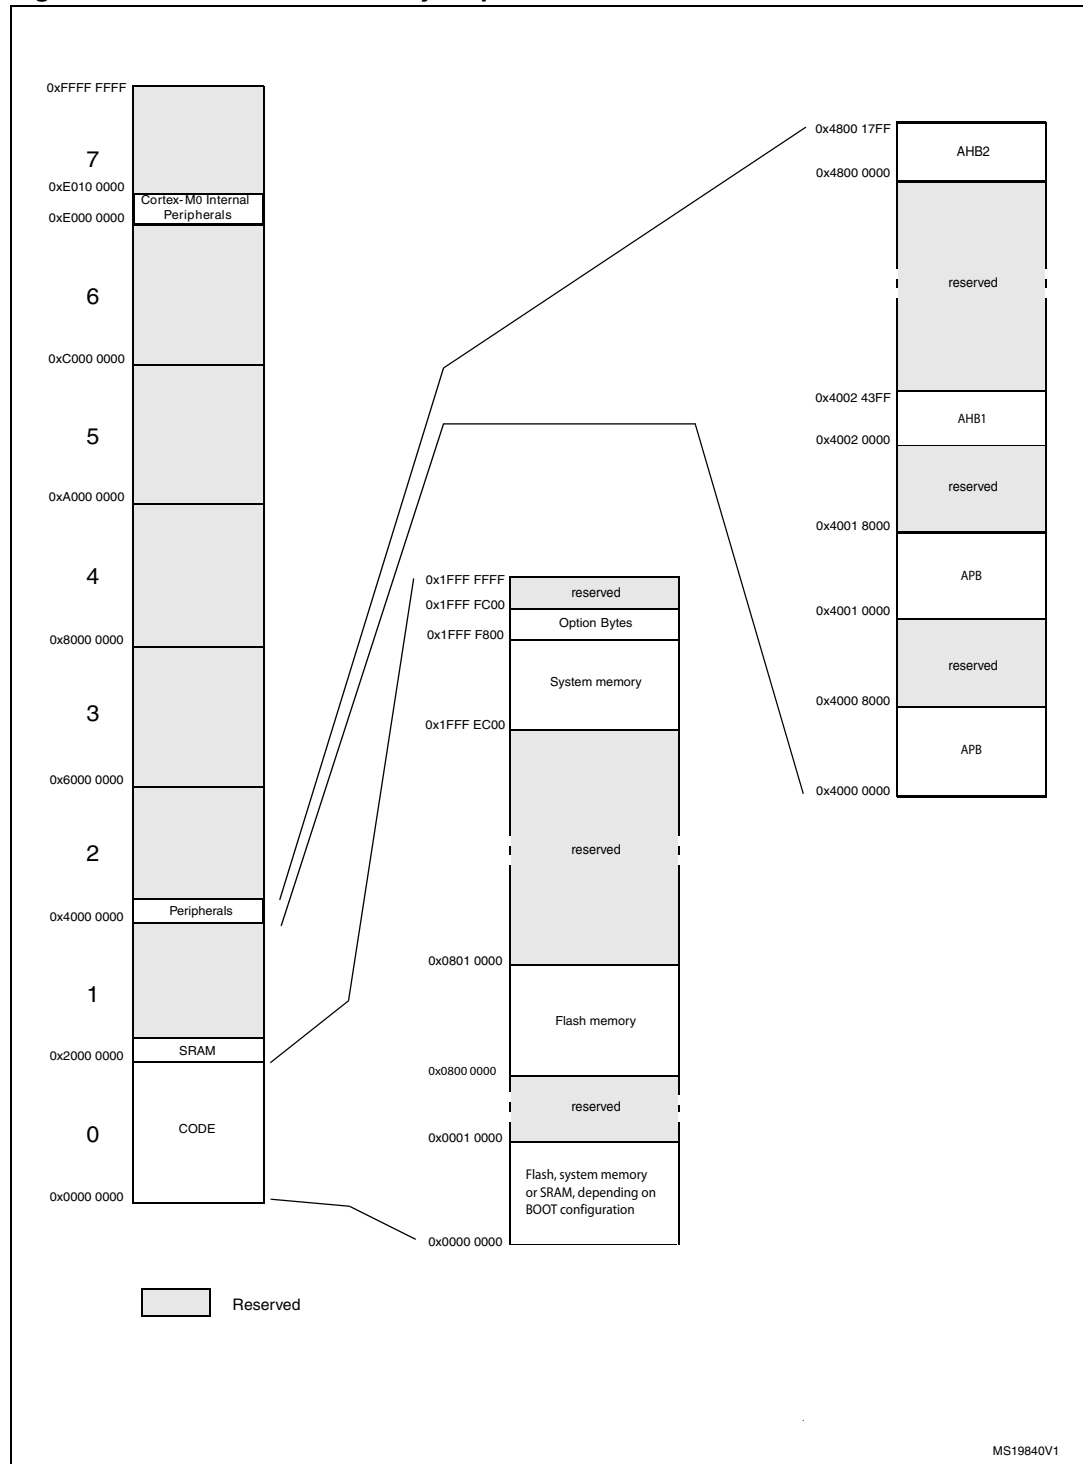 0xFFFF FFFF
7
0xE010 0000
Cortex-M0 Internal
Peripherals
0xE000 0000
6
0xC000 0000
5
0xA000 0000
4
0x8000 0000
3
0x6000 0000
2
Peripherals
0x4000 0000
1
SRAM
0x2000 0000
CODE
0
0x0000 0000
0x1FFF FFFF
reserved
0x1FFF FC00
Option Bytes
0x1FFF F800
System memory
0x1FFF EC00
reserved
0x0801 0000
Flash memory
0x0800 0000
reserved
0x0001 0000
Flash, system memory
or SRAM, depending on
BOOT configuration
0x0000 0000
0x4800 17FF
AHB2
0x4800 0000
reserved
0x4002 43FF
AHB1
0x4002 0000
reserved
0x4001 8000
APB
0x4001 0000
reserved
0x4000 8000
APB
0x4000 0000
Reserved
MS19840V1